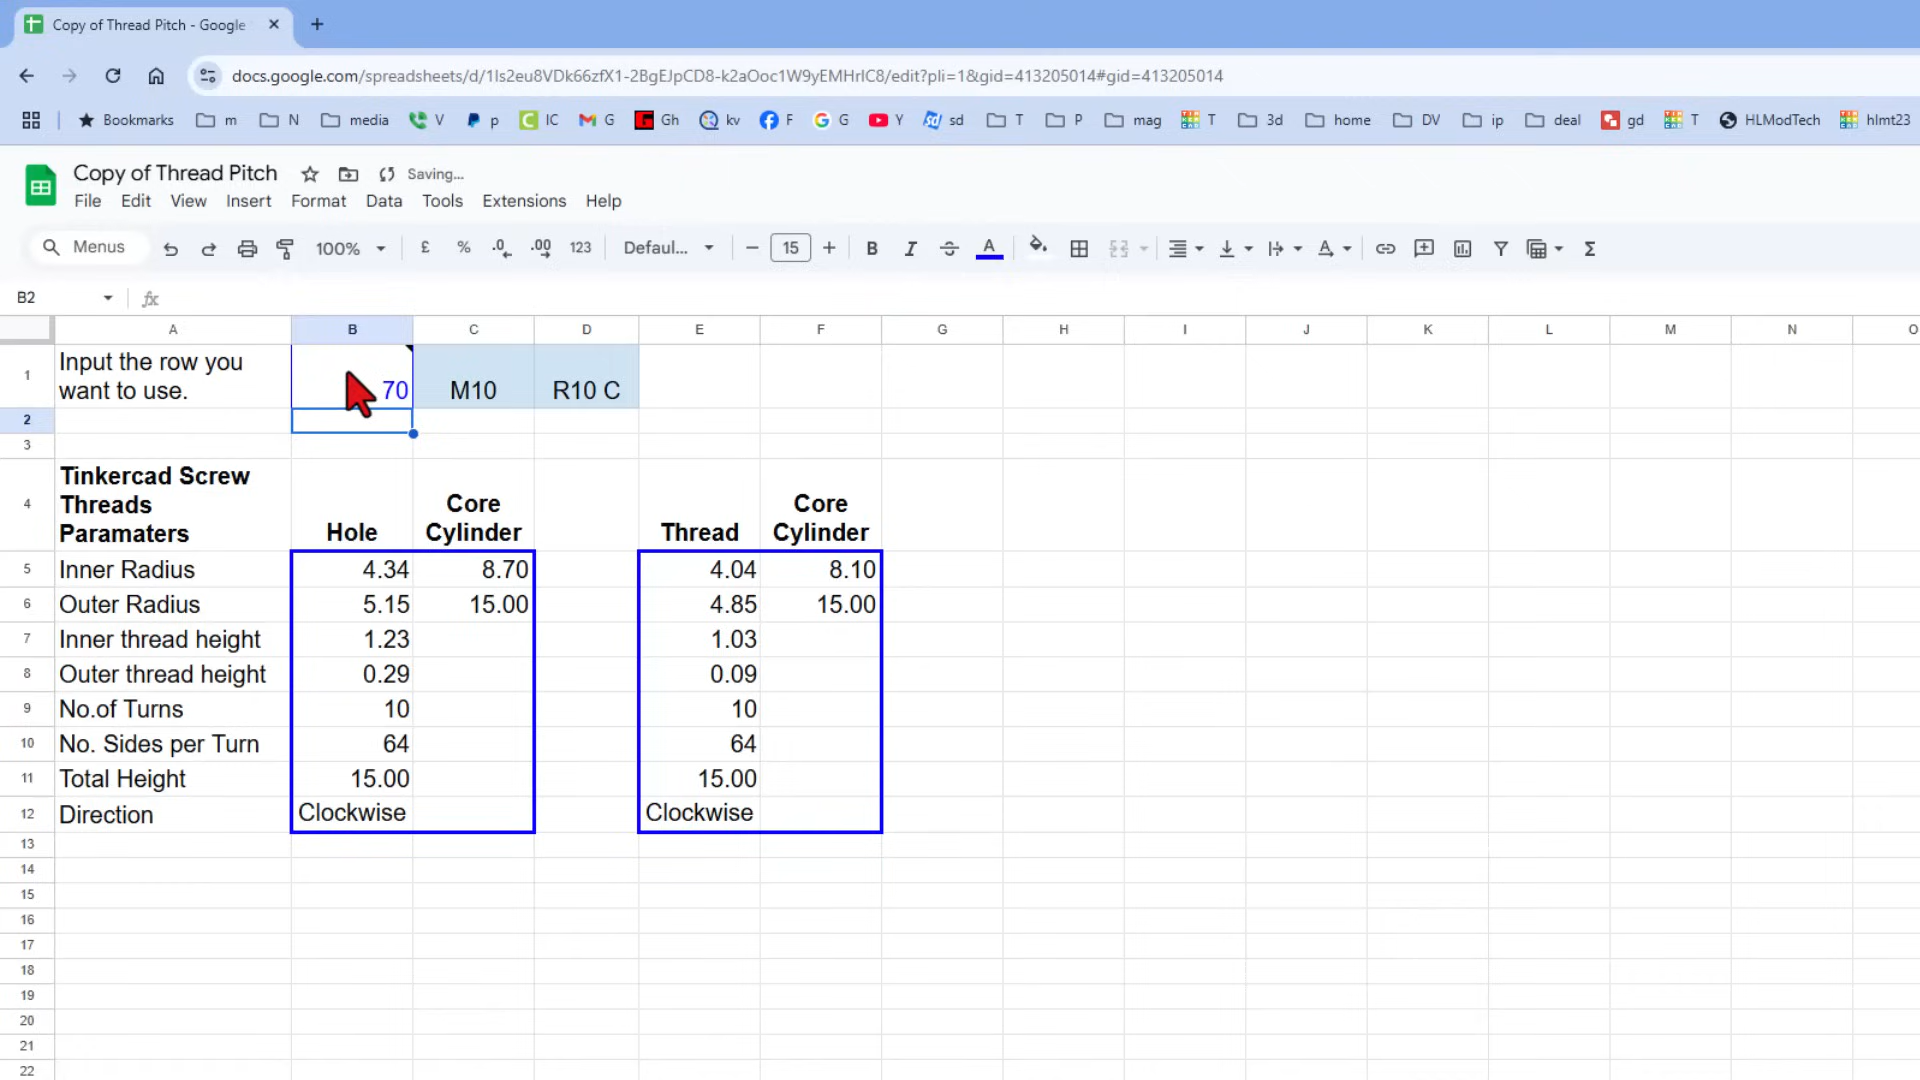 Copy of Thread Pitch - Google
docs.google.com/spreadsheets/d/1ls2eu8VDk66zfX1-2BgEJpCD8-k2aOoc1W9yEMHrlC8/edit?pli=1&gid=413205014#gid=413205014
Bookmarks m N media V p IC G Gh kv F G Y sd T P mag T 3d home DV ip deal gd T HLModTech hlmt23
Copy of Thread Pitch Saving...
File Edit View Insert Format Data Tools Extensions Help
Menus 100% £ % .0 .00 123 Defaul... 15 B I S A Σ
B2 fx
A B C D E F G H I J K L M N O
1 Input the row you
want to use. 70 M10 R10 C
2
3
4 Tinkercad Screw
Threads
Paramaters Hole Core
Cylinder Thread Core
Cylinder
5 Inner Radius 4.34 8.70 4.04 8.10
6 Outer Radius 5.15 15.00 4.85 15.00
7 Inner thread height 1.23 1.03
8 Outer thread height 0.29 0.09
9 No.of Turns 10 10
10 No. Sides per Turn 64 64
11 Total Height 15.00 15.00
12 Direction Clockwise Clockwise
13
14
15
16
17
18
19
20
21
22